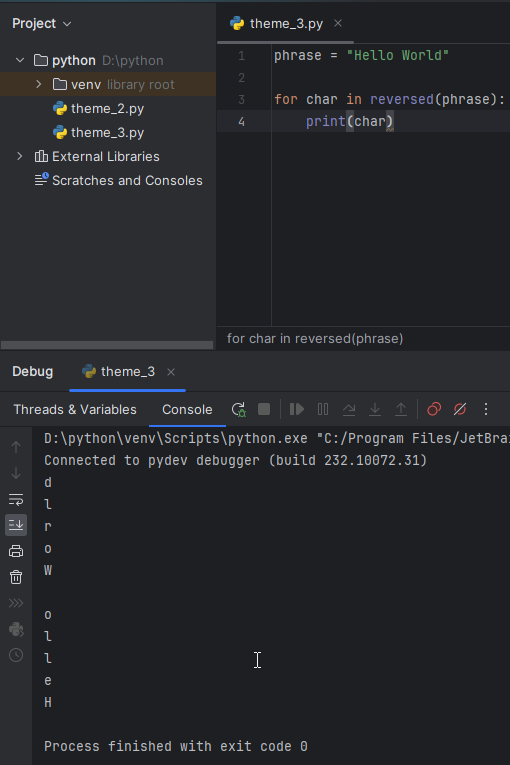 Project
python D:\python
venv library root
theme_2.py
theme_3.py
External Libraries
Scratches and Consoles
theme_3.py
1 phrase = "Hello World"
2
3 for char in reversed(phrase):
4 print(char)
for char in reversed(phrase)
Debug theme_3
Threads & Variables Console
D:\python\venv\Scripts\python.exe "C:/Program Files/JetBra
Connected to pydev debugger (build 232.10072.31)
d
l
r
o
W
o
l
l
e
H
Process finished with exit code 0